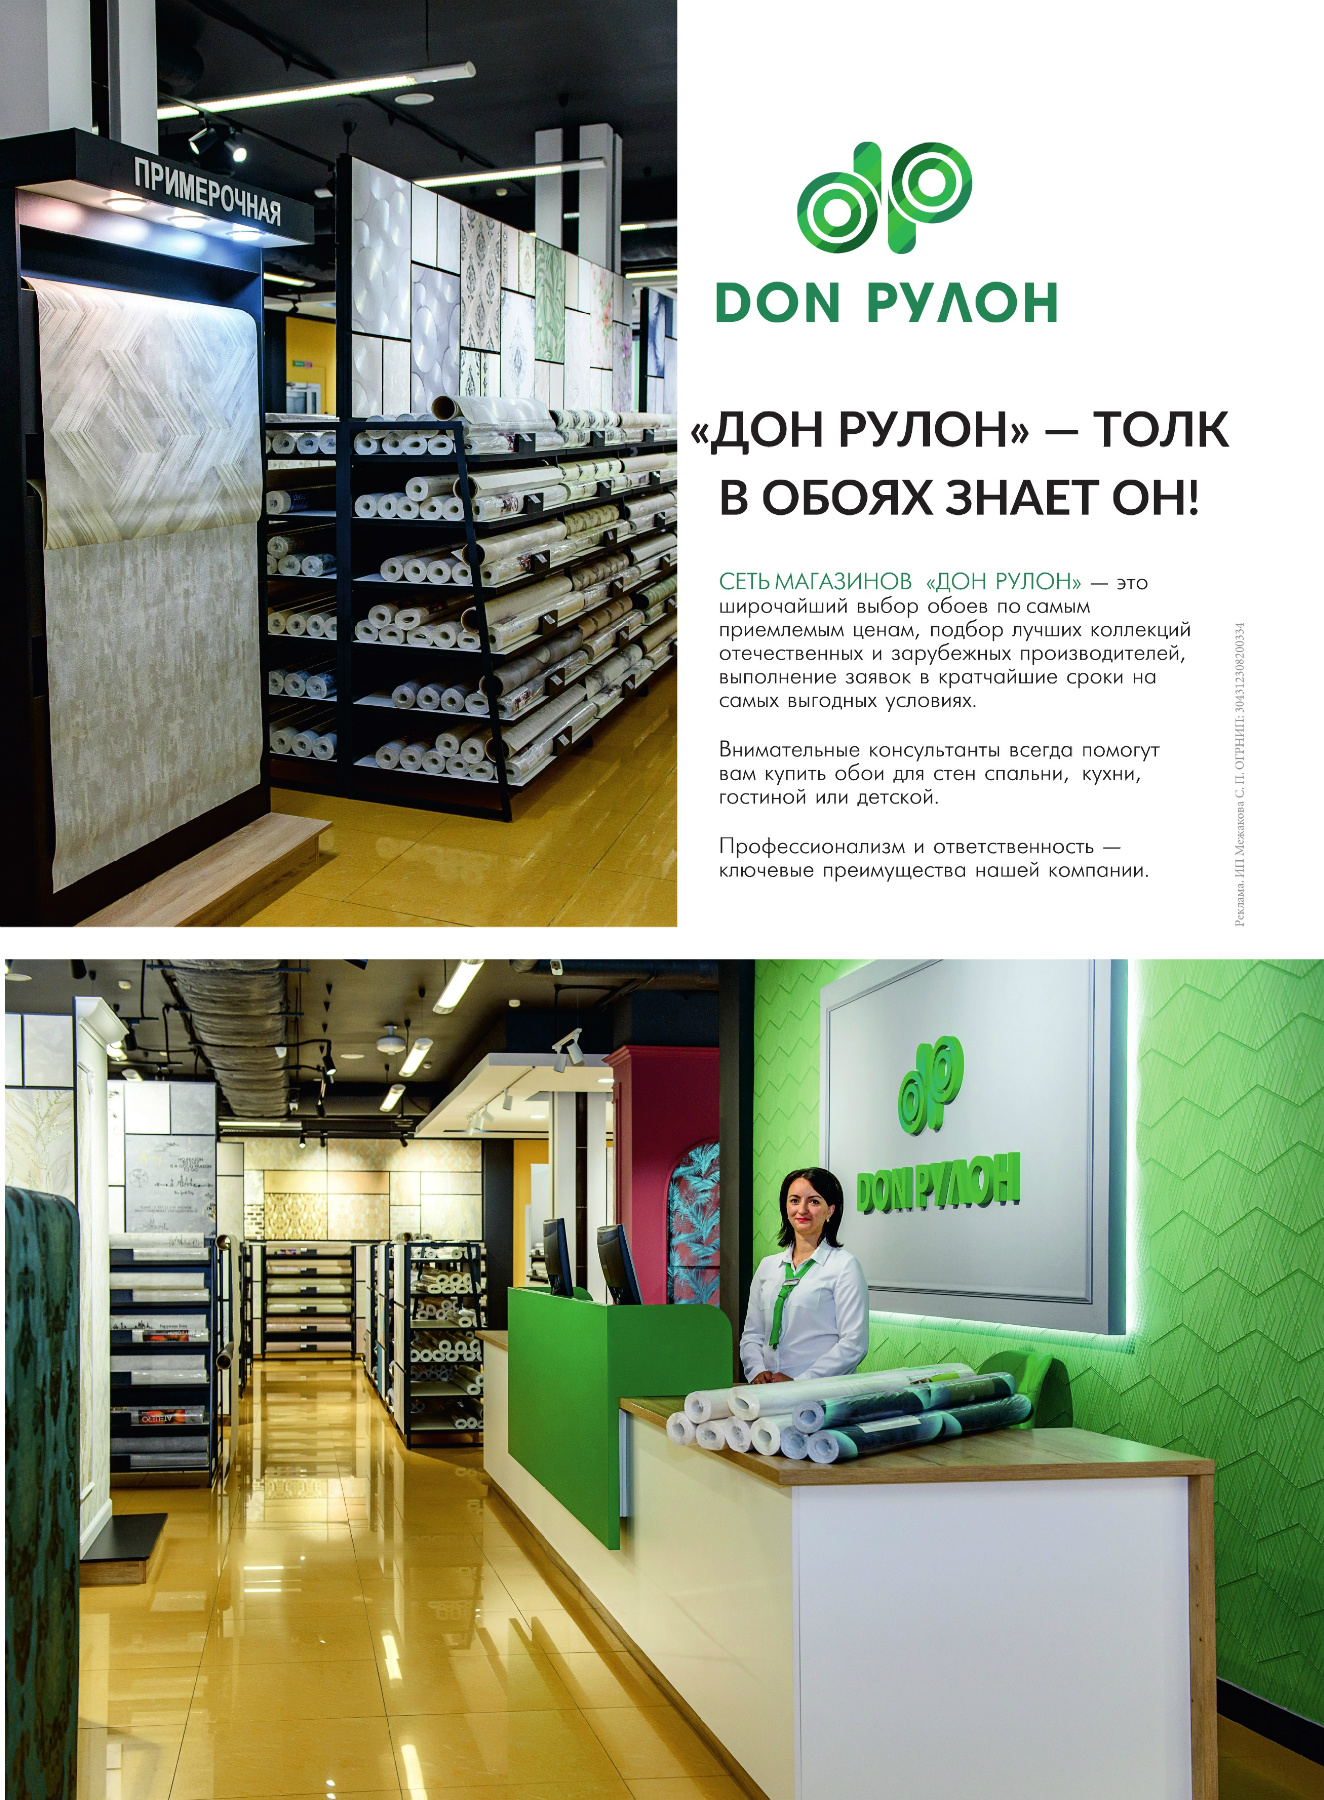 ПРИМЕРОЧНАЯ
DON РУЛОН
«ДОН РУЛОН» — ТОЛК
В ОБОЯХ ЗНАЕТ ОН!
СЕТЬ МАГАЗИНОВ «ДОН РУЛОН» — это
широчайший выбор обоев по самым
приемлемым ценам, подбор лучших коллекций
отечественных и зарубежных производителей,
выполнение заявок в кратчайшие сроки на
самых выгодных условиях.
Внимательные консультанты всегда помогут
вам купить обои для стен спальни, кухни,
гостиной или детской.
Профессионализм и ответственность —
ключевые преимущества нашей компании.
Реклама. ИП Межакова С. П. ОГРНИП: 304312308200334
DON РУЛОН
АТЕЛЬЕ